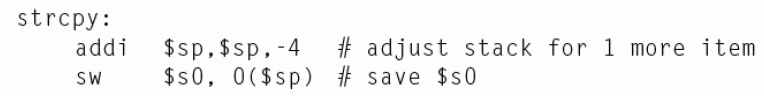 strcpy:
addi $sp,$sp,-4 # adjust stack for 1 more item
sw $s0, 0($sp) # save $s0